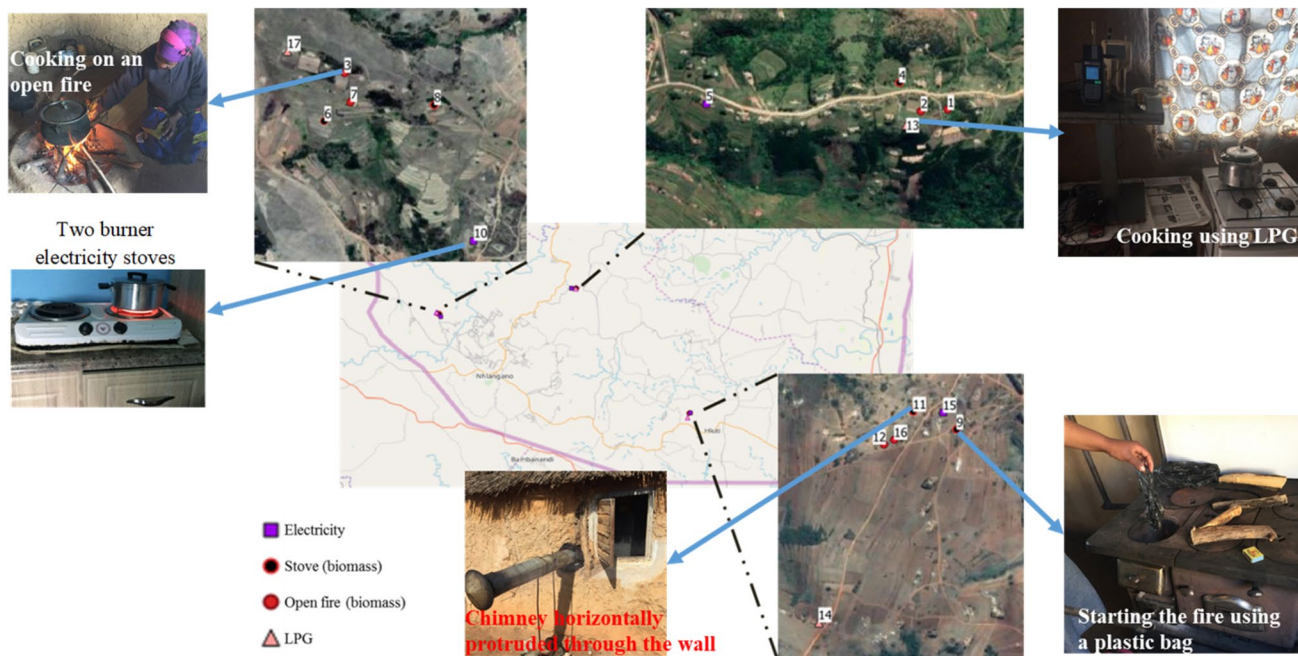 Cooking on an
open fire
17
3
7
6
8
10
4
5
2
1
13
Cooking using LPG
Two burner
electricity stoves
Nhlangano
Hluti
11
15
9
12
16
14
Electricity
Stove (biomass)
Open fire (biomass)
LPG
Chimney horizontally
protruded through the wall
Starting the fire using
a plastic bag